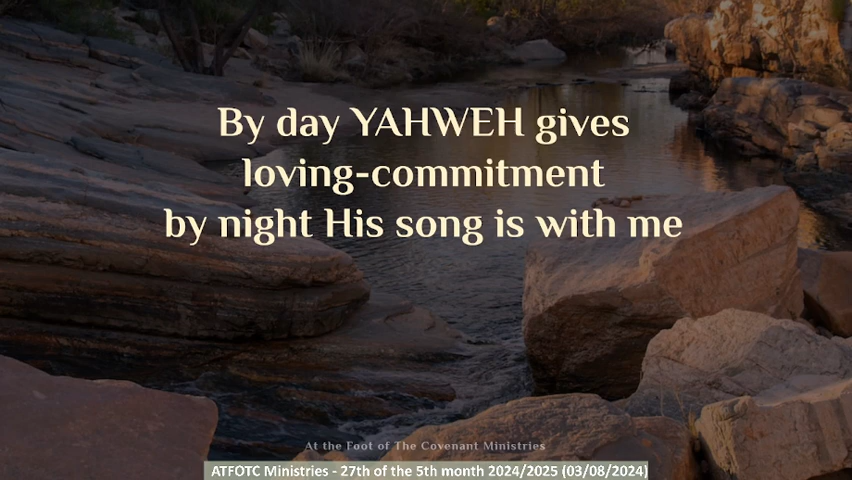 By day YAHWEH gives
loving-commitment
by night His song is with me
At the Foot of The Covenant Ministries
ATFOTC Ministries - 27th of the 5th month 2024/2025 (03/08/2024)